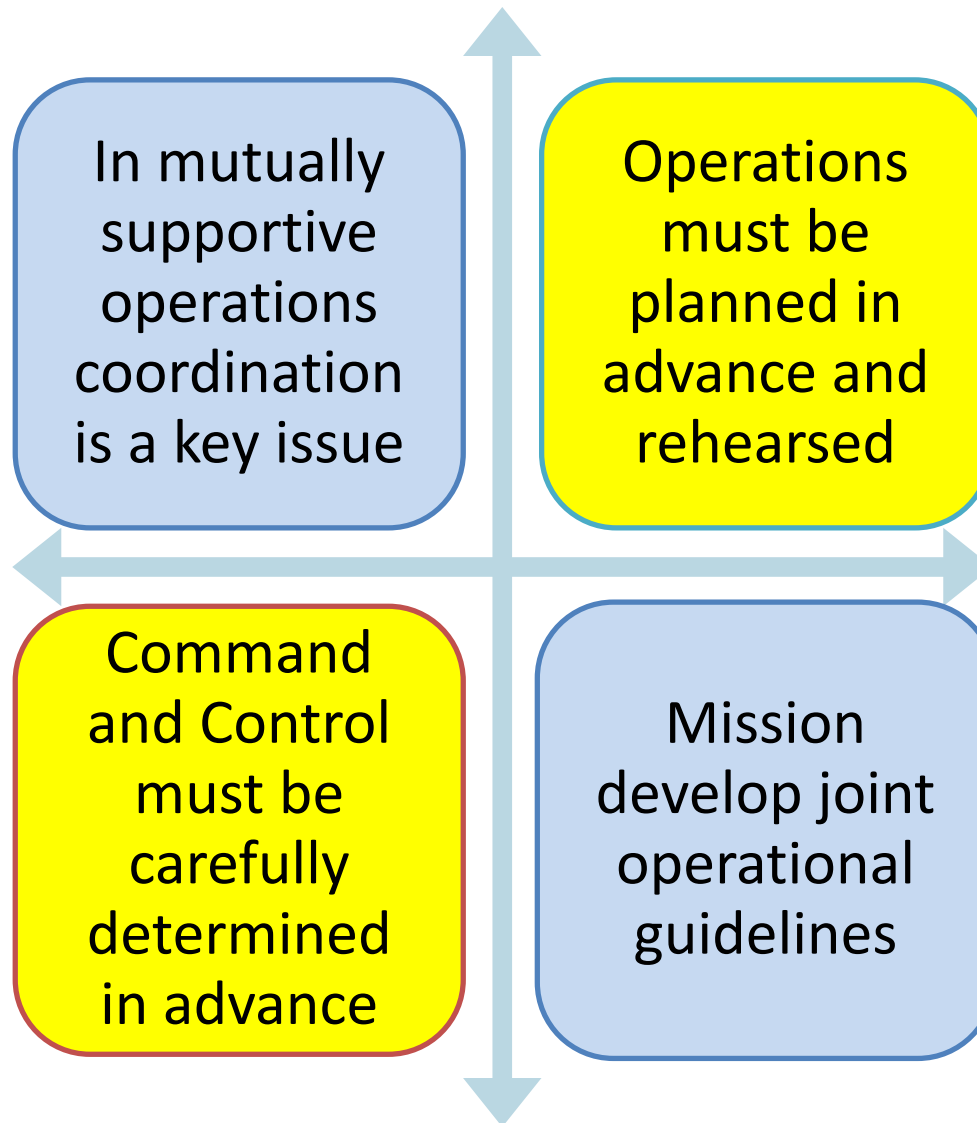 In mutually
supportive
operations
coordination
is a key issue
Operations
must be
planned in
advance and
rehearsed
Command
and Control
must be
carefully
determined
in advance
Mission
develop joint
operational
guidelines